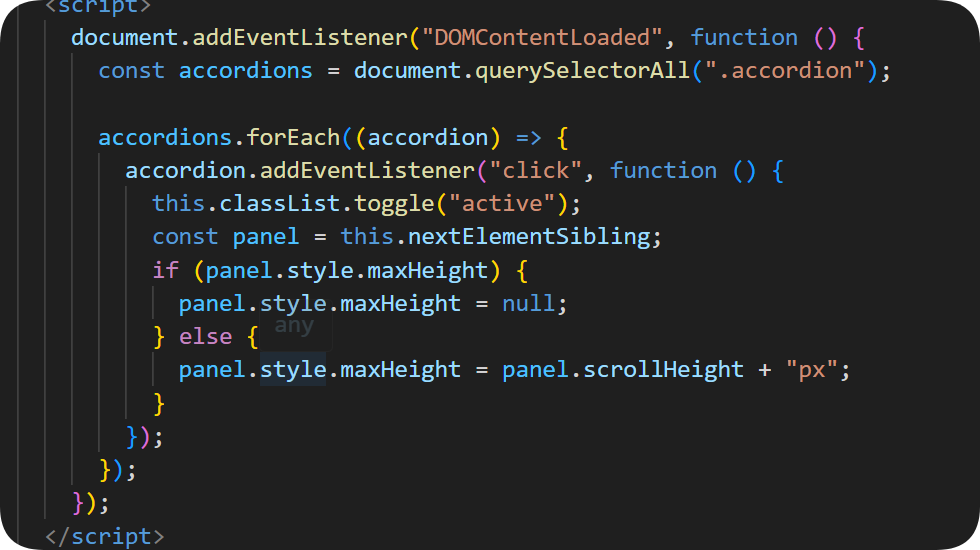 <script>
document.addEventListener("DOMContentLoaded", function () {
const accordions = document.querySelectorAll(".accordion");
accordions.forEach((accordion) => {
accordion.addEventListener("click", function () {
this.classList.toggle("active");
const panel = this.nextElementSibling;
if (panel.style.maxHeight) {
panel.style.maxHeight = null;
any
} else {
panel.style.maxHeight = panel.scrollHeight + "px";
}
});
});
});
</script>